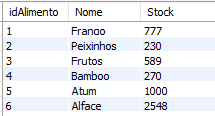 idAlimento Nome Stock
1 Franao 777
2 Peixinhos 230
3 Frutos 589
4 Bamboo 270
5 Atum 1000
6 Alface 2548